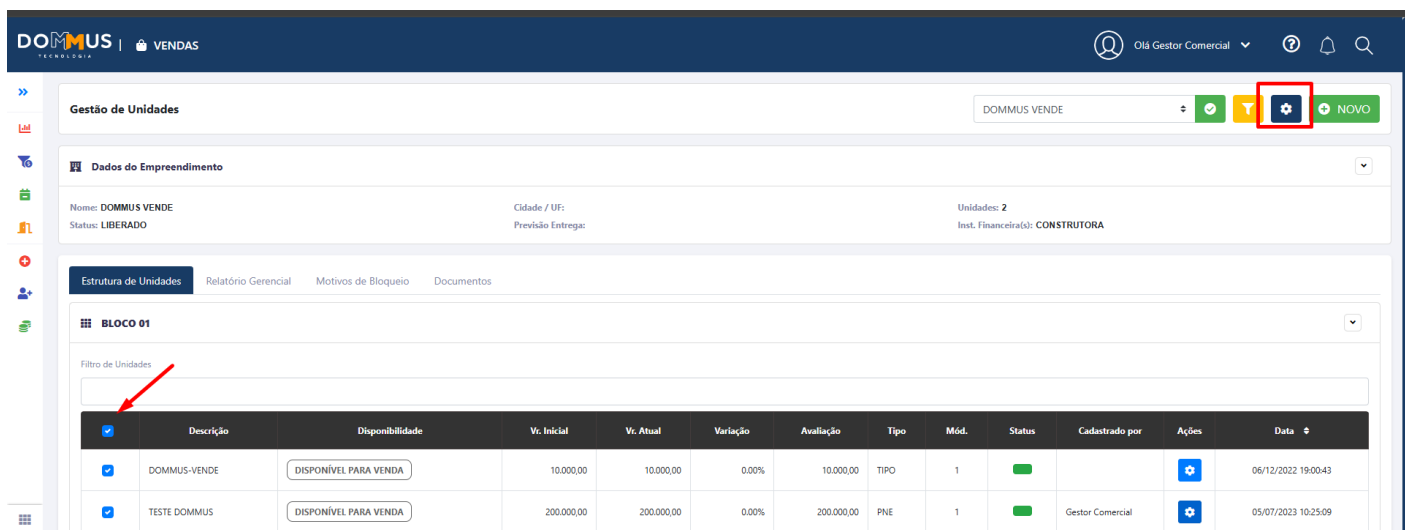 DOMMUS | VENDAS Olá Gestor Comercial
TECNOLOGIA
Gestão de Unidades DOMMUS VENDE NOVO
Dados do Empreendimento
Nome: DOMMUS VENDE Cidade / UF: Unidades: 2
Status: LIBERADO Previsão Entrega: Inst. Financeira(s): CONSTRUTORA
Estrutura de Unidades Relatório Gerencial Motivos de Bloqueio Documentos
BLOCO 01
Filtro de Unidades
Descrição Disponibilidade Vr. Inicial Vr. Atual Variação Avaliação Tipo Mód. Status Cadastrado por Ações Data
DOMMUS-VENDE DISPONÍVEL PARA VENDA 10.000,00 10.000,00 0.00% 10.000,00 TIPO 1 06/12/2022 19:00:43
TESTE DOMMUS DISPONÍVEL PARA VENDA 200.000,00 200.000,00 0.00% 200.000,00 PNE 1 Gestor Comercial 05/07/2023 10:25:09